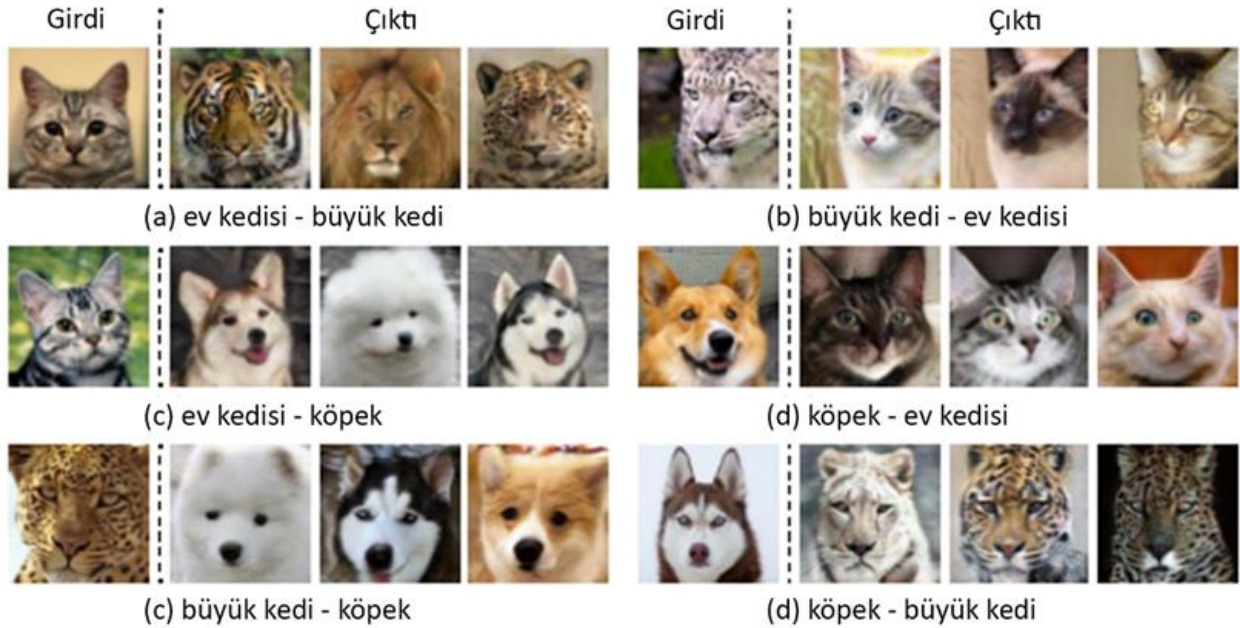 Girdi Çıktı Girdi Çıktı
(a) ev kedisi - büyük kedi (b) büyük kedi - ev kedisi
(c) ev kedisi - köpek (d) köpek - ev kedisi
(c) büyük kedi - köpek (d) köpek - büyük kedi